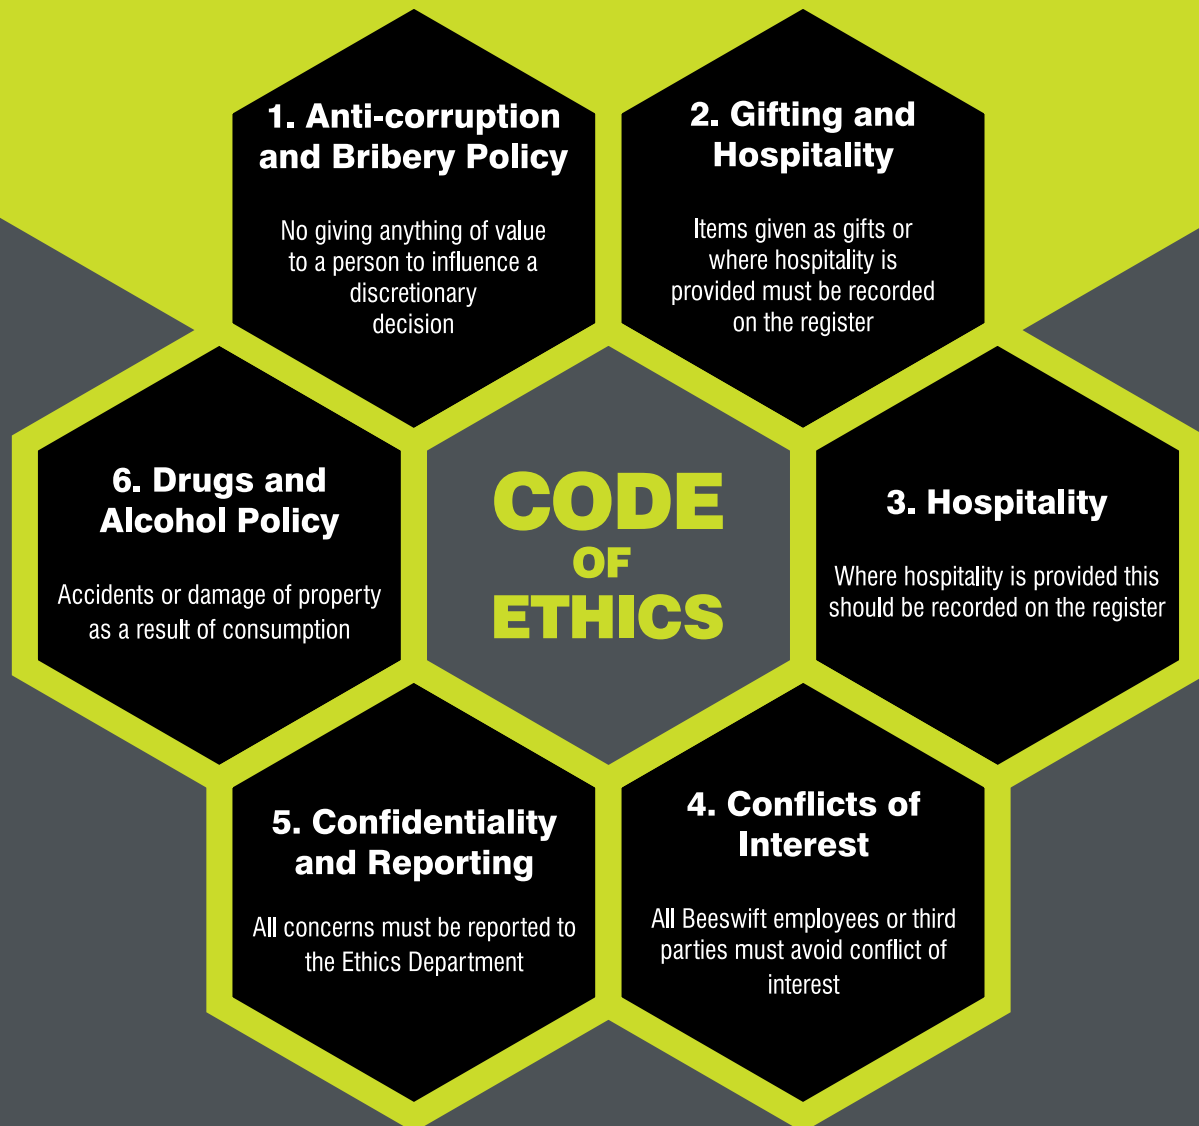 1. Anti-corruption
and Bribery Policy
No giving anything of value
to a person to influence a
discretionary
decision
2. Gifting and
Hospitality
Items given as gifts or
where hospitality is
provided must be recorded
on the register
CODE
OF
ETHICS
3. Hospitality
Where hospitality is provided this
should be recorded on the register
4. Conflicts of
Interest
All Beeswift employees or third
parties must avoid conflict of
interest
5. Confidentiality
and Reporting
All concerns must be reported to
the Ethics Department
6. Drugs and
Alcohol Policy
Accidents or damage of property
as a result of consumption